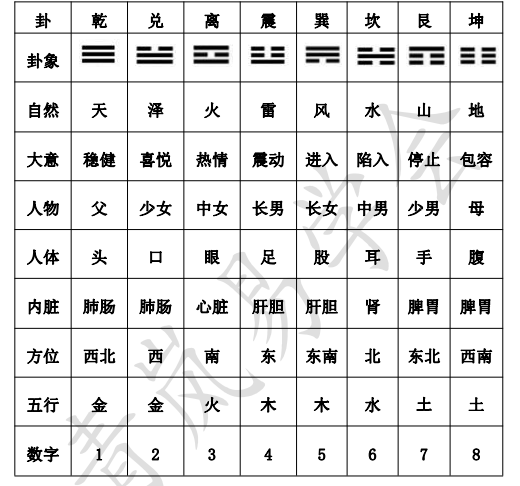 卦 乾 兑 离 震 巽 坎 艮 坤
卦象 ☰ ☱ ☲ ☳ ☴ ☵ ☶ ☷
自然 天 泽 火 雷 风 水 山 地
大意 稳健 喜悦 热情 震动 进入 陷入 停止 包容
人物 父 少女 中女 长男 长女 中男 少男 母
人体 头 口 眼 足 股 耳 手 腹
内脏 肺肠 肺肠 心脏 肝胆 肝胆 肾 脾胃 脾胃
方位 西北 西 南 东 东南 北 东北 西南
五行 金 金 火 木 木 水 土 土
数字 1 2 3 4 5 6 7 8
青岚易学会